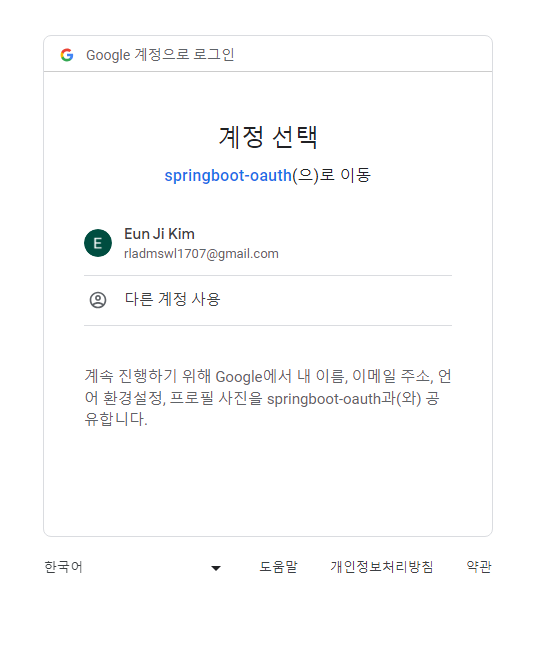 Google 계정으로 로그인
계정 선택
springboot-oauth(으)로 이동
E
Eun Ji Kim
rladmswl1707@gmail.com
다른 계정 사용
계속 진행하기 위해 Google에서 내 이름, 이메일 주소, 언
어 환경설정, 프로필 사진을 springboot-oauth과(와) 공
유합니다.
한국어 도움말 개인정보처리방침 약관